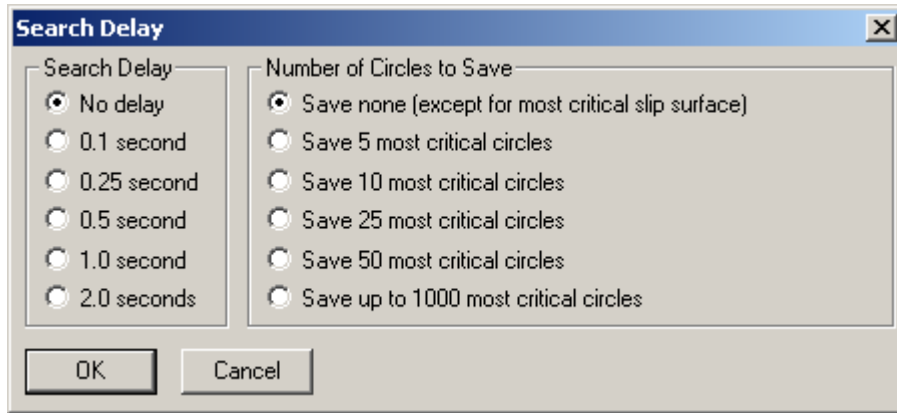 Search Delay
Search Delay
No delay
0.1 second
0.25 second
0.5 second
1.0 second
2.0 seconds
Number of Circles to Save
Save none (except for most critical slip surface)
Save 5 most critical circles
Save 10 most critical circles
Save 25 most critical circles
Save 50 most critical circles
Save up to 1000 most critical circles
OK
Cancel